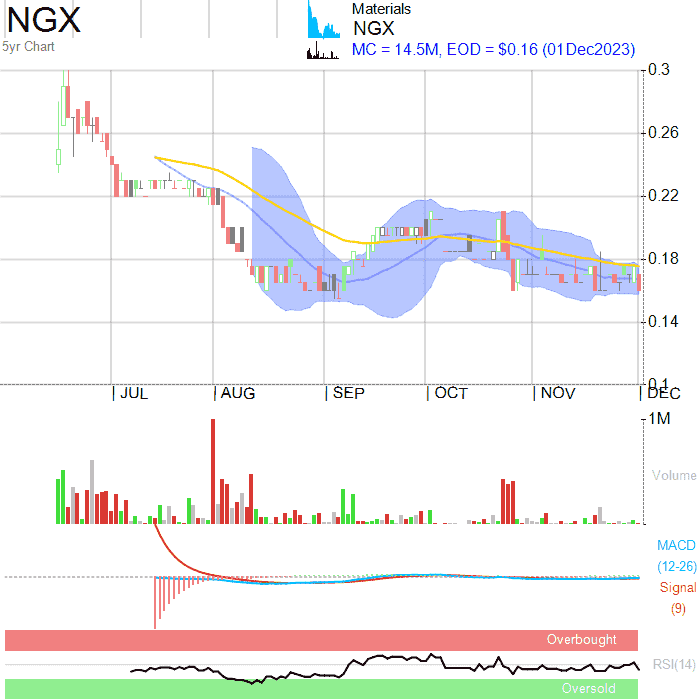 NGX
5yr Chart
Materials
NGX
MC = 14.5M, EOD = $0.16 (01Dec2023)
0.3
0.26
0.22
0.18
0.14
0.1
JUL AUG SEP OCT NOV DEC
1M
Volume
MACD
(12-26)
Signal
(9)
Overbought
RSI(14)
Oversold